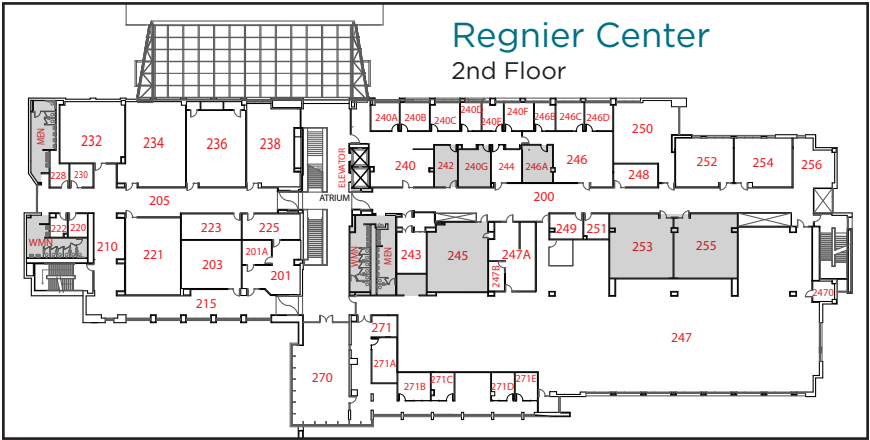 Regnier Center
2nd Floor
MEN
232
234
236
238
ELEVATOR
240A
240B
240C
240D
240E
240F
246B
246C
246D
250
228
230
240
242
240G
244
246A
246
248
252
254
256
205
ATRIUM
200
WMN
222
220
210
221
223
225
203
201A
201
215
WMN
MEN
243
245
247A
247B
249
251
253
255
2470
247
270
271
271A
271B
271C
271D
271E